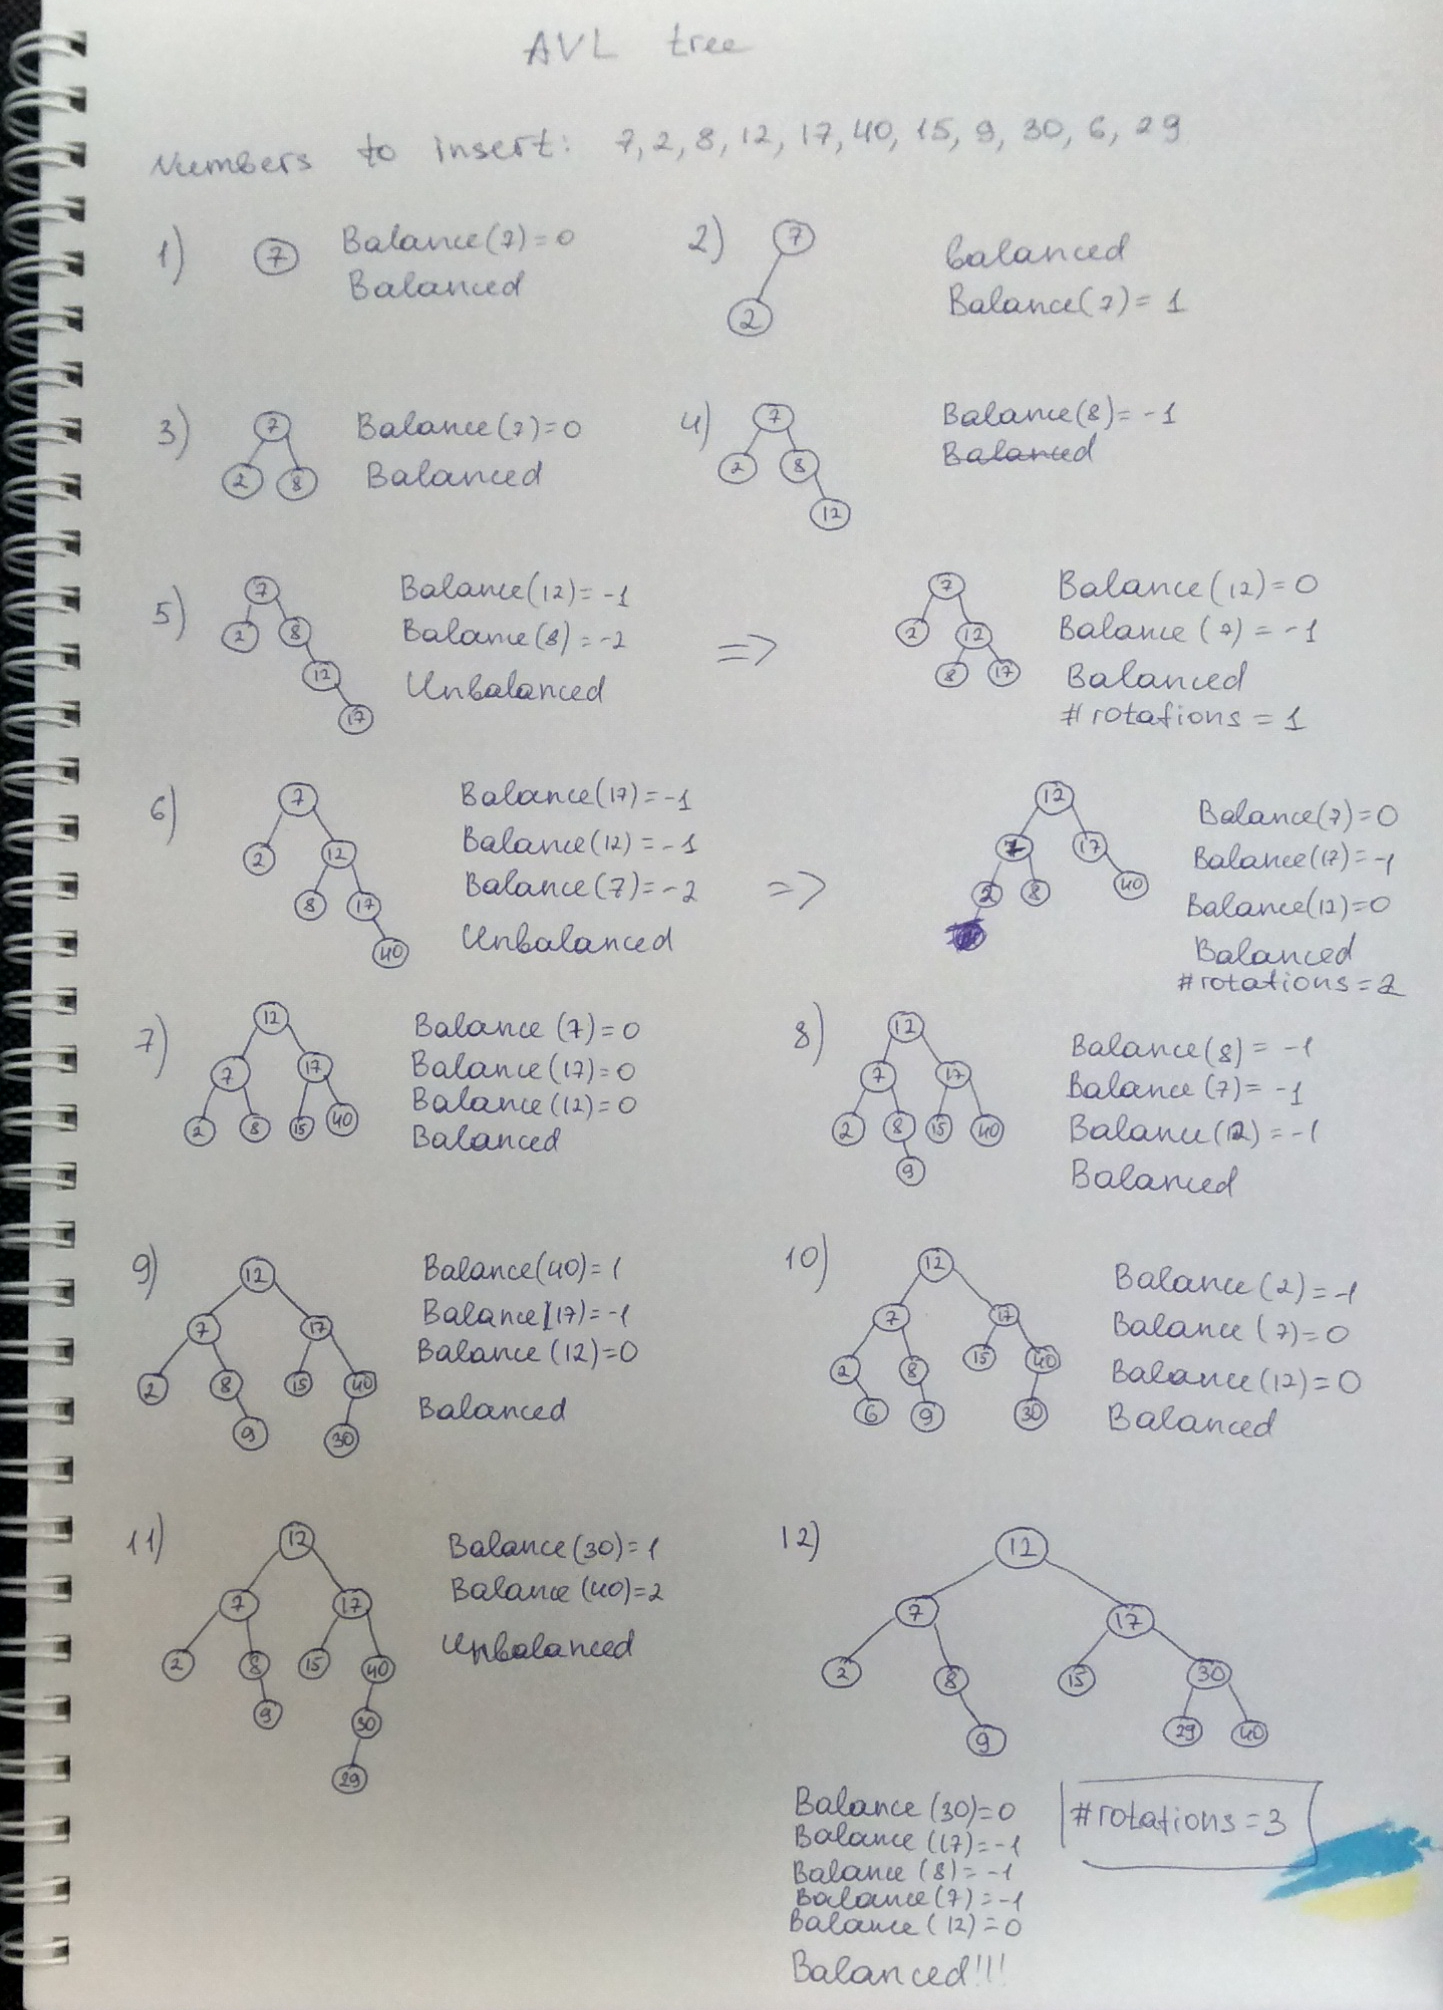 AVL tree
Numbers to insert: 7, 2, 8, 12, 17, 40, 15, 9, 30, 6, 29
1)
7
Balance(7)=0
Balanced
2)
7
2
balanced
Balance(7)= 1
3)
7
2 8
Balance(7)=0
Balanced
4)
7
2 8
12
Balance(8)= -1
Balanced
5)
7
2 8
12
17
Balance(12)= -1
Balance(8) = -2
Unbalanced
=>
7
2 12
8 17
Balance(12)= 0
Balance (7) = -1
Balanced
# rotations = 1
6)
7
2 12
8 17
40
Balance(17)= -1
Balance(12) = -1
Balance(7)= -2
Unbalanced
=>
12
7 17
2 8 40
Balance(7)=0
Balance(17)= -1
Balance(12)=0
Balanced
# rotations = 2
7)
12
7 17
2 8 15 40
Balance (7)= 0
Balance (17)=0
Balance (12)=0
Balanced
8)
12
7 17
2 8 15 40
9
Balance(8) = -1
Balance(7)= -1
Balance(12) = -1
Balanced
9)
12
7 17
2 8 15 40
9 30
Balance(40)= 1
Balance(17)= -1
Balance (12)=0
Balanced
10)
12
7 17
2 8 15 40
6 9 30
Balance (2) = -1
Balance (7)=0
Balance (12)=0
Balanced
11)
12
7 17
2 8 15 40
9 30
29
Balance(30)= 1
Balance (40)=2
Unbalanced
12)
12
7 17
2 8 15 30
9 29 40
Balance (30)=0
Balance (17)= -1
Balance (8)= -1
Balance(7)= -1
Balance (12)=0
Balanced!!!
#rotations = 3